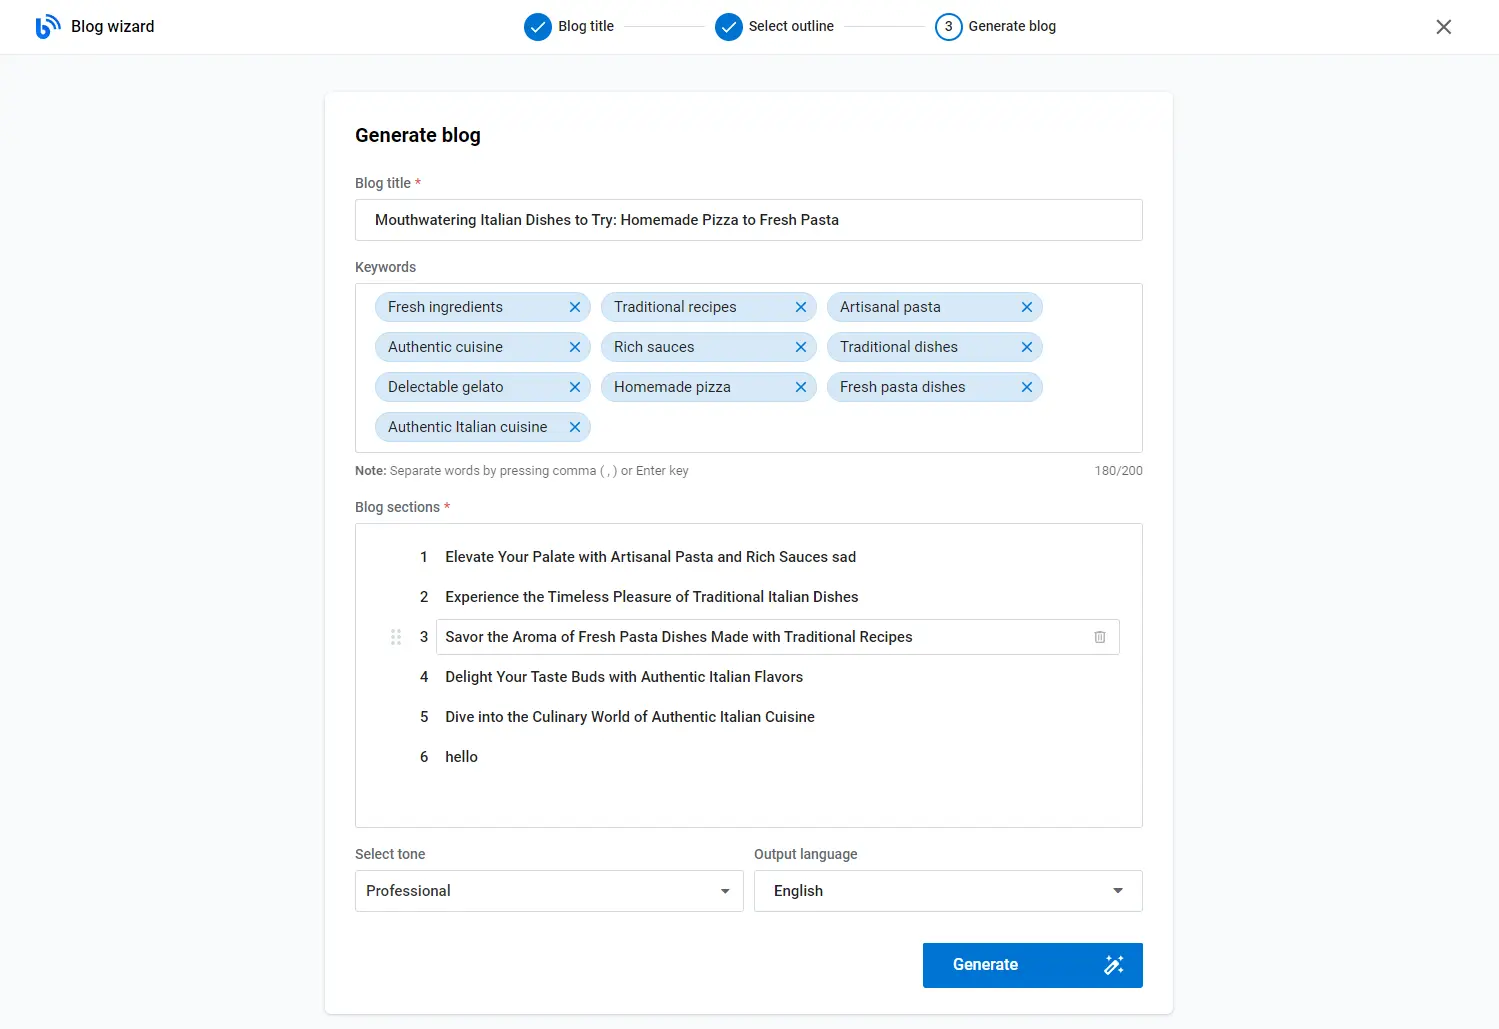 Blog wizard
Blog title
Select outline
3 Generate blog
Generate blog
Blog title *
Mouthwatering Italian Dishes to Try: Homemade Pizza to Fresh Pasta
Keywords
Fresh ingredients
Traditional recipes
Artisanal pasta
Authentic cuisine
Rich sauces
Traditional dishes
Delectable gelato
Homemade pizza
Fresh pasta dishes
Authentic Italian cuisine
Note: Separate words by pressing comma ( , ) or Enter key
180/200
Blog sections *
1 Elevate Your Palate with Artisanal Pasta and Rich Sauces sad
2 Experience the Timeless Pleasure of Traditional Italian Dishes
3 Savor the Aroma of Fresh Pasta Dishes Made with Traditional Recipes
4 Delight Your Taste Buds with Authentic Italian Flavors
5 Dive into the Culinary World of Authentic Italian Cuisine
6 hello
Select tone
Output language
Professional
English
Generate